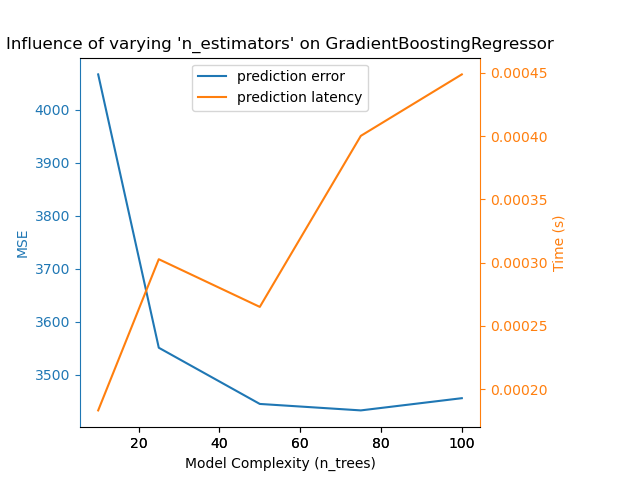 Influence of varying 'n_estimators' on GradientBoostingRegressor
prediction error
prediction latency
4000
3900
3800
3700
3600
3500
MSE
0.00045
0.00040
0.00035
0.00030
0.00025
0.00020
Time (s)
20 40 60 80 100
Model Complexity (n_trees)